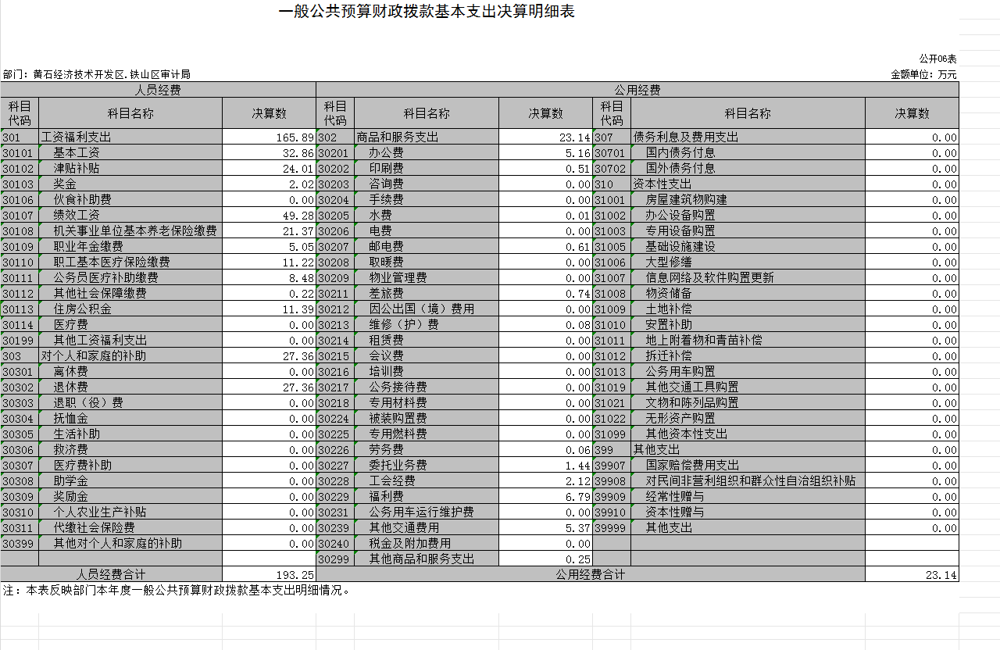 一般公共预算财政拨款基本支出决算明细表
公开06表
部门：黄石经济技术开发区.铁山区审计局 金额单位：万元
人员经费 公用经费
科目代码 科目名称 决算数 科目代码 科目名称 决算数 科目代码 科目名称 决算数
301 工资福利支出 165.89 302 商品和服务支出 23.14 307 债务利息及费用支出 0.00
30101 基本工资 32.86 30201 办公费 5.16 30701 国内债务付息 0.00
30102 津贴补贴 24.01 30202 印刷费 0.51 30702 国外债务付息 0.00
30103 奖金 2.02 30203 咨询费 0.00 310 资本性支出 0.00
30106 伙食补助费 0.00 30204 手续费 0.00 31001 房屋建筑物购建 0.00
30107 绩效工资 49.28 30205 水费 0.01 31002 办公设备购置 0.00
30108 机关事业单位基本养老保险缴费 21.37 30206 电费 0.00 31003 专用设备购置 0.00
30109 职业年金缴费 5.05 30207 邮电费 0.61 31005 基础设施建设 0.00
30110 职工基本医疗保险缴费 11.22 30208 取暖费 0.00 31006 大型修缮 0.00
30111 公务员医疗补助缴费 8.48 30209 物业管理费 0.00 31007 信息网络及软件购置更新 0.00
30112 其他社会保障缴费 0.22 30211 差旅费 0.74 31008 物资储备 0.00
30113 住房公积金 11.39 30212 因公出国（境）费用 0.00 31009 土地补偿 0.00
30114 医疗费 0.00 30213 维修（护）费 0.08 31010 安置补助 0.00
30199 其他工资福利支出 0.00 30214 租赁费 0.00 31011 地上附着物和青苗补偿 0.00
303 对个人和家庭的补助 27.36 30215 会议费 0.00 31012 拆迁补偿 0.00
30301 离休费 0.00 30216 培训费 0.00 31013 公务用车购置 0.00
30302 退休费 27.36 30217 公务接待费 0.00 31019 其他交通工具购置 0.00
30303 退职（役）费 0.00 30218 专用材料费 0.00 31021 文物和陈列品购置 0.00
30304 抚恤金 0.00 30224 被装购置费 0.00 31022 无形资产购置 0.00
30305 生活补助 0.00 30225 专用燃料费 0.00 31099 其他资本性支出 0.00
30306 救济费 0.00 30226 劳务费 0.06 399 其他支出 0.00
30307 医疗费补助 0.00 30227 委托业务费 1.44 39907 国家赔偿费用支出 0.00
30308 助学金 0.00 30228 工会经费 2.12 39908 对民间非营利组织和群众性自治组织补贴 0.00
30309 奖励金 0.00 30229 福利费 6.79 39909 经常性赠与 0.00
30310 个人农业生产补贴 0.00 30231 公务用车运行维护费 0.00 39910 资本性赠与 0.00
30311 代缴社会保险费 0.00 30239 其他交通费用 5.37 39999 其他支出 0.00
30399 其他对个人和家庭的补助 0.00 30240 税金及附加费用 0.00
30299 其他商品和服务支出 0.25
人员经费合计 193.25 公用经费合计 23.14
注：本表反映部门本年度一般公共预算财政拨款基本支出明细情况。